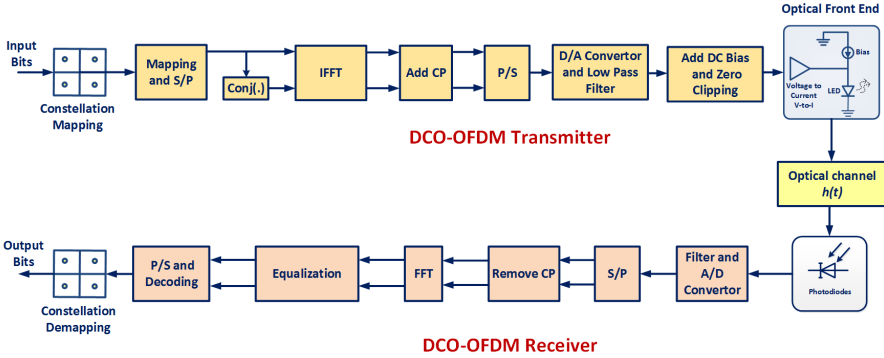 Optical Front End
Input
Bits
Constellation
Mapping
Mapping
and S/P
Conj(.)
IFFT
Add CP
P/S
D/A Convertor
and Low Pass
Filter
Add DC Bias
and Zero
Clipping
Bias
Voltage to
Current
V-to-I
LED
DCO-OFDM Transmitter
Optical channel
h(t)
Output
Bits
Constellation
Demapping
P/S and
Decoding
Equalization
FFT
Remove CP
S/P
Filter and
A/D
Convertor
Photodiodes
DCO-OFDM Receiver